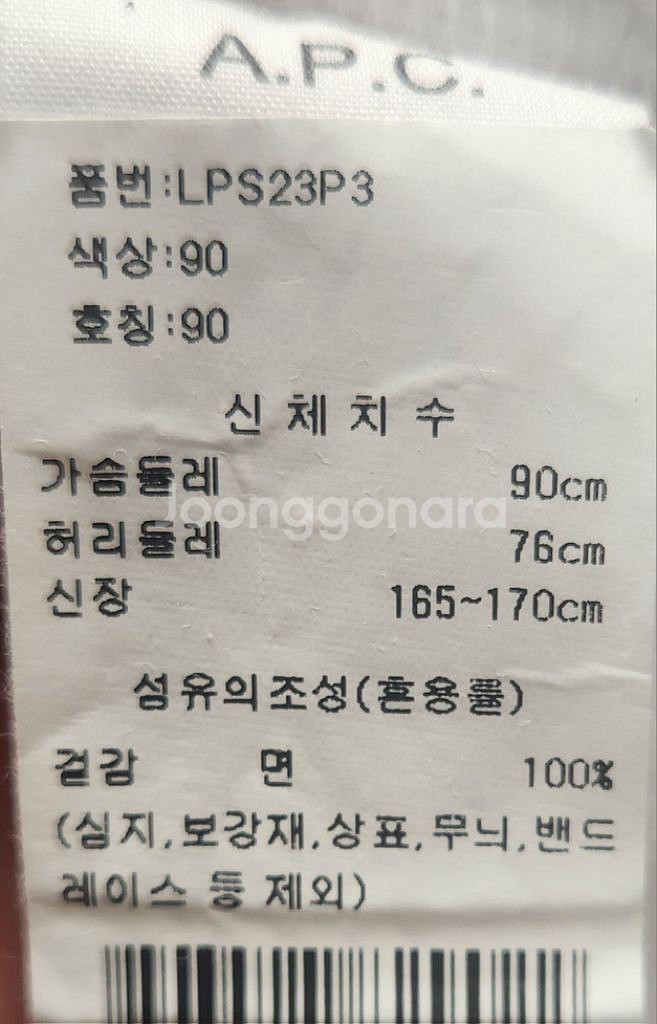 A.P.C.
품번:LPS23P3
색상:90
호칭:90
신체치수
가슴둘레 90cm
Joonggonara
허리둘레 76cm
신장 165~170cm
섬유의조성(혼용률)
겉감 면 100%
(심지,보강재,상표,무늬,밴드
레이스 등 제외)